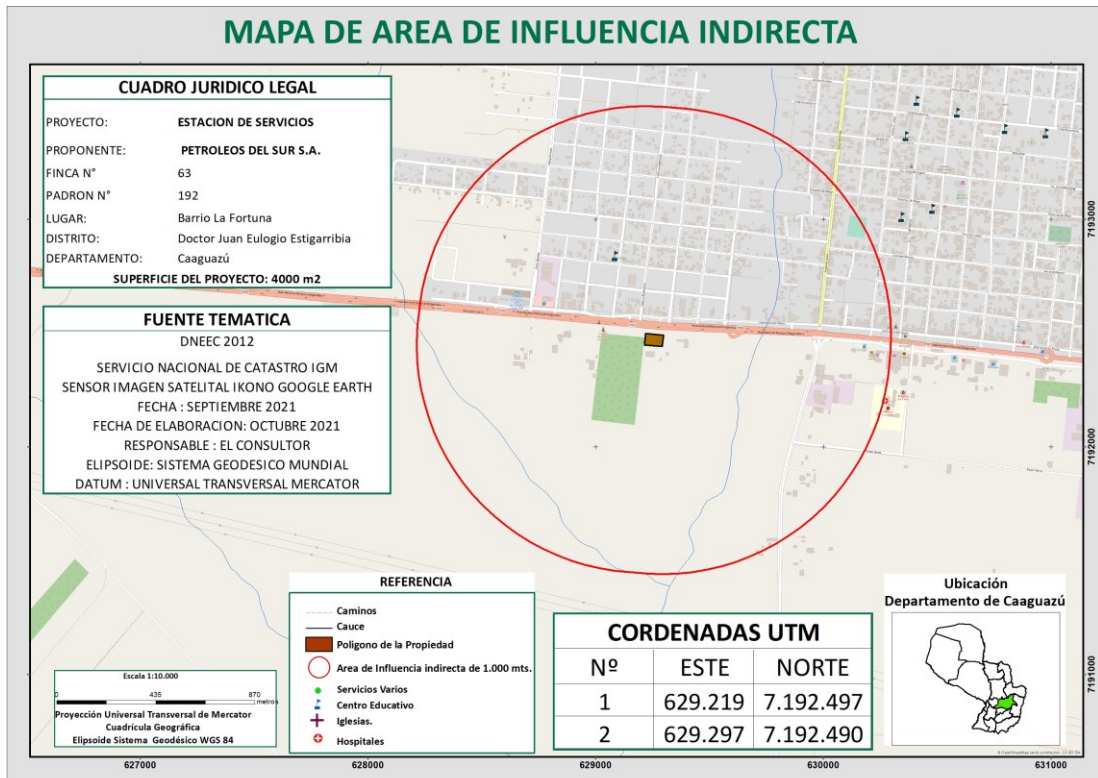 MAPA DE AREA DE INFLUENCIA INDIRECTA
CUADRO JURIDICO LEGAL
PROYECTO: ESTACION DE SERVICIOS
PROPONENTE: PETROLEOS DEL SUR S.A.
FINCA N° 63
PADRON N° 192
LUGAR: Barrio La Fortuna
DISTRITO: Doctor Juan Eulogio Estigarribia
DEPARTAMENTO: Caaguazú
SUPERFICIE DEL PROYECTO: 4000 m2
FUENTE TEMATICA
DNEEC 2012
SERVICIO NACIONAL DE CATASTRO IGM
SENSOR IMAGEN SATELITAL IKONO GOOGLE EARTH
FECHA : SEPTIEMBRE 2021
FECHA DE ELABORACION: OCTUBRE 2021
RESPONSABLE : EL CONSULTOR
ELIPSOIDE: SISTEMA GEODESICO MUNDIAL
DATUM : UNIVERSAL TRANSVERSAL MERCATOR
7193000
7192000
7191000
REFERENCIA
Caminos
Cauce
Poligono de la Propiedad
Area de Influencia indirecta de 1.000 mts.
Servicios Varios
Centro Educativo
Iglesias.
Hospitales
Escala 1:10.000
0 435 870
metros
Proyección Universal Transversal de Mercator
Cuadrícula Geográfica
Elipsoide Sistema Geodésico WGS 84
CORDENADAS UTM
Nº ESTE NORTE
1 629.219 7.192.497
2 629.297 7.192.490
Ubicación
Departamento de Caaguazú
627000 628000 629000 630000 631000